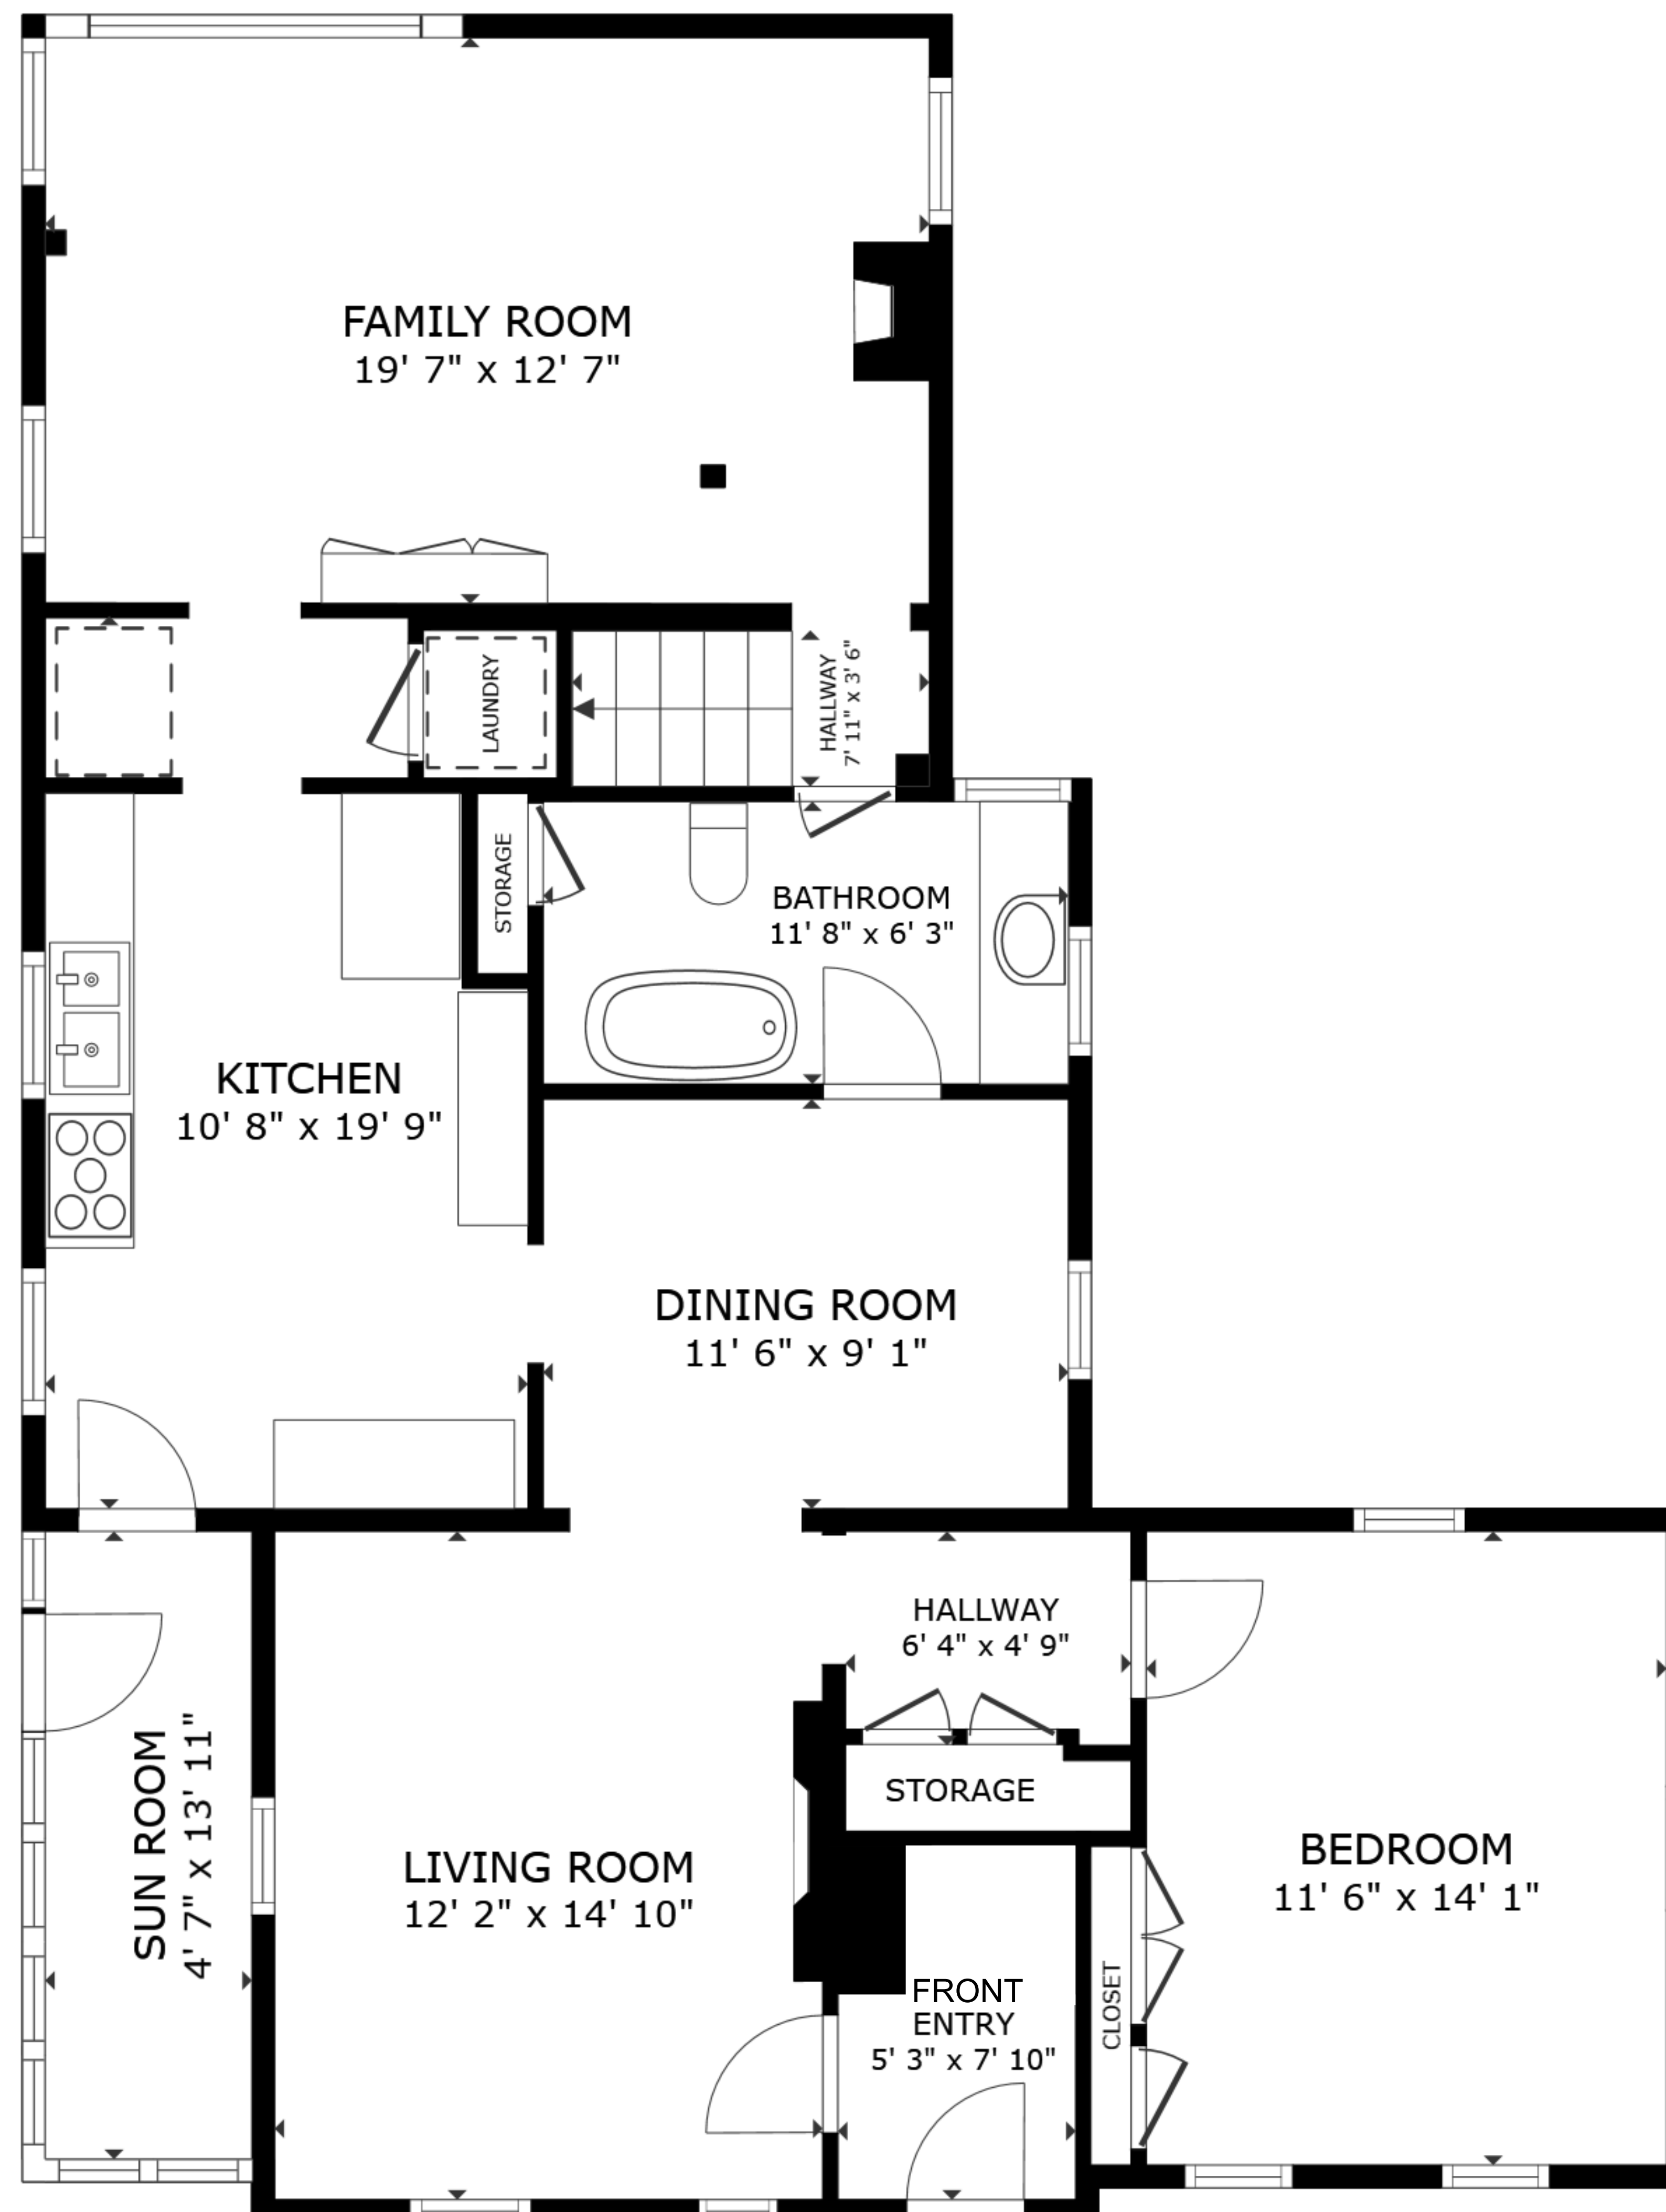 FAMILY ROOM
19' 7" x 12' 7"
LAUNDRY
HALLWAY
7' 11" x 3' 6"
STORAGE
BATHROOM
11' 8" x 6' 3"
KITCHEN
10' 8" x 19' 9"
DINING ROOM
11' 6" x 9' 1"
HALLWAY
6' 4" x 4' 9"
SUN ROOM
4' 7" x 13' 11"
STORAGE
LIVING ROOM
12' 2" x 14' 10"
BEDROOM
11' 6" x 14' 1"
FRONT
ENTRY
5' 3" x 7' 10"
CLOSET